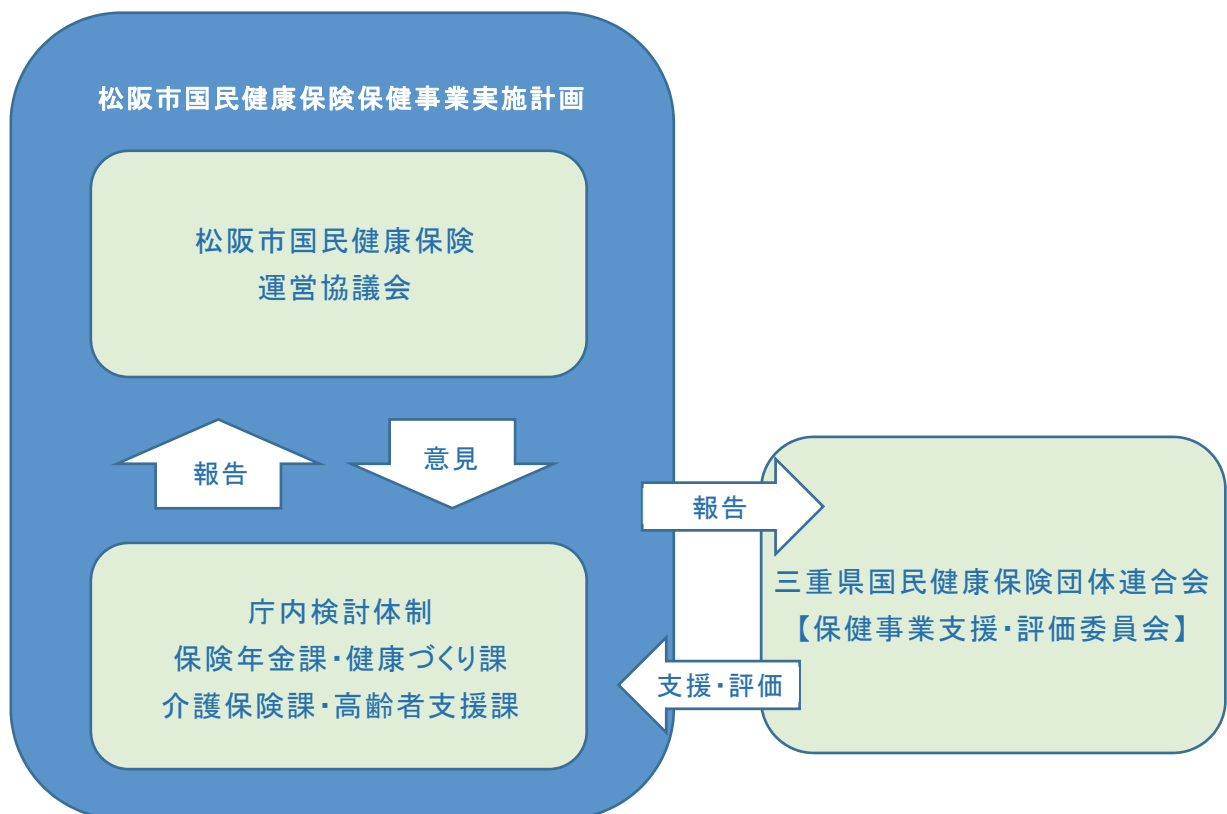 松阪市国民健康保険保健事業実施計画
松阪市国民健康保険
運営協議会
報告
意見
報告
庁内検討体制
保険年金課・健康づくり課
介護保険課・高齢者支援課
三重県国民健康保険団体連合会
【保健事業支援・評価委員会】
支援・評価